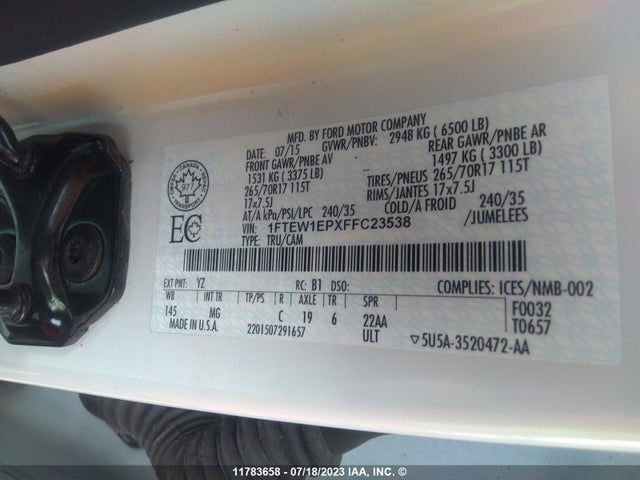 MFD. BY FORD MOTOR COMPANY
DATE: 07/15 GVWR/PNBV: 2948 KG ( 6500 LB)
FRONT GAWR/PNBE AV REAR GAWR/PNBE AR
1531 KG ( 3375 LB) 1497 KG ( 3300 LB)
265/70R17 115T TIRES/PNEUS 265/70R17 115T
17x7.5J RIMS/JANTES 17x7.5J
AT/A kPa/PSI/LPC 240/35 COLD/A FROID 240/35
VIN: 1FTEW1EPXFFC23538 /JUMELEES
TYPE: TRU/CAM
CANADA
977
TRANSPORT
EC
EXT PNT: YZ RC: B1 DSO: COMPLIES: ICES/NMB-002
WB INT TR TP/PS R AXLE TR SPR F0032
145 MG C 19 6 22AA T0657
MADE IN U.S.A. 2201507291657 ULT ▽5U5A-3520472-AA
11783658 - 07/18/2023 IAA, INC. ©